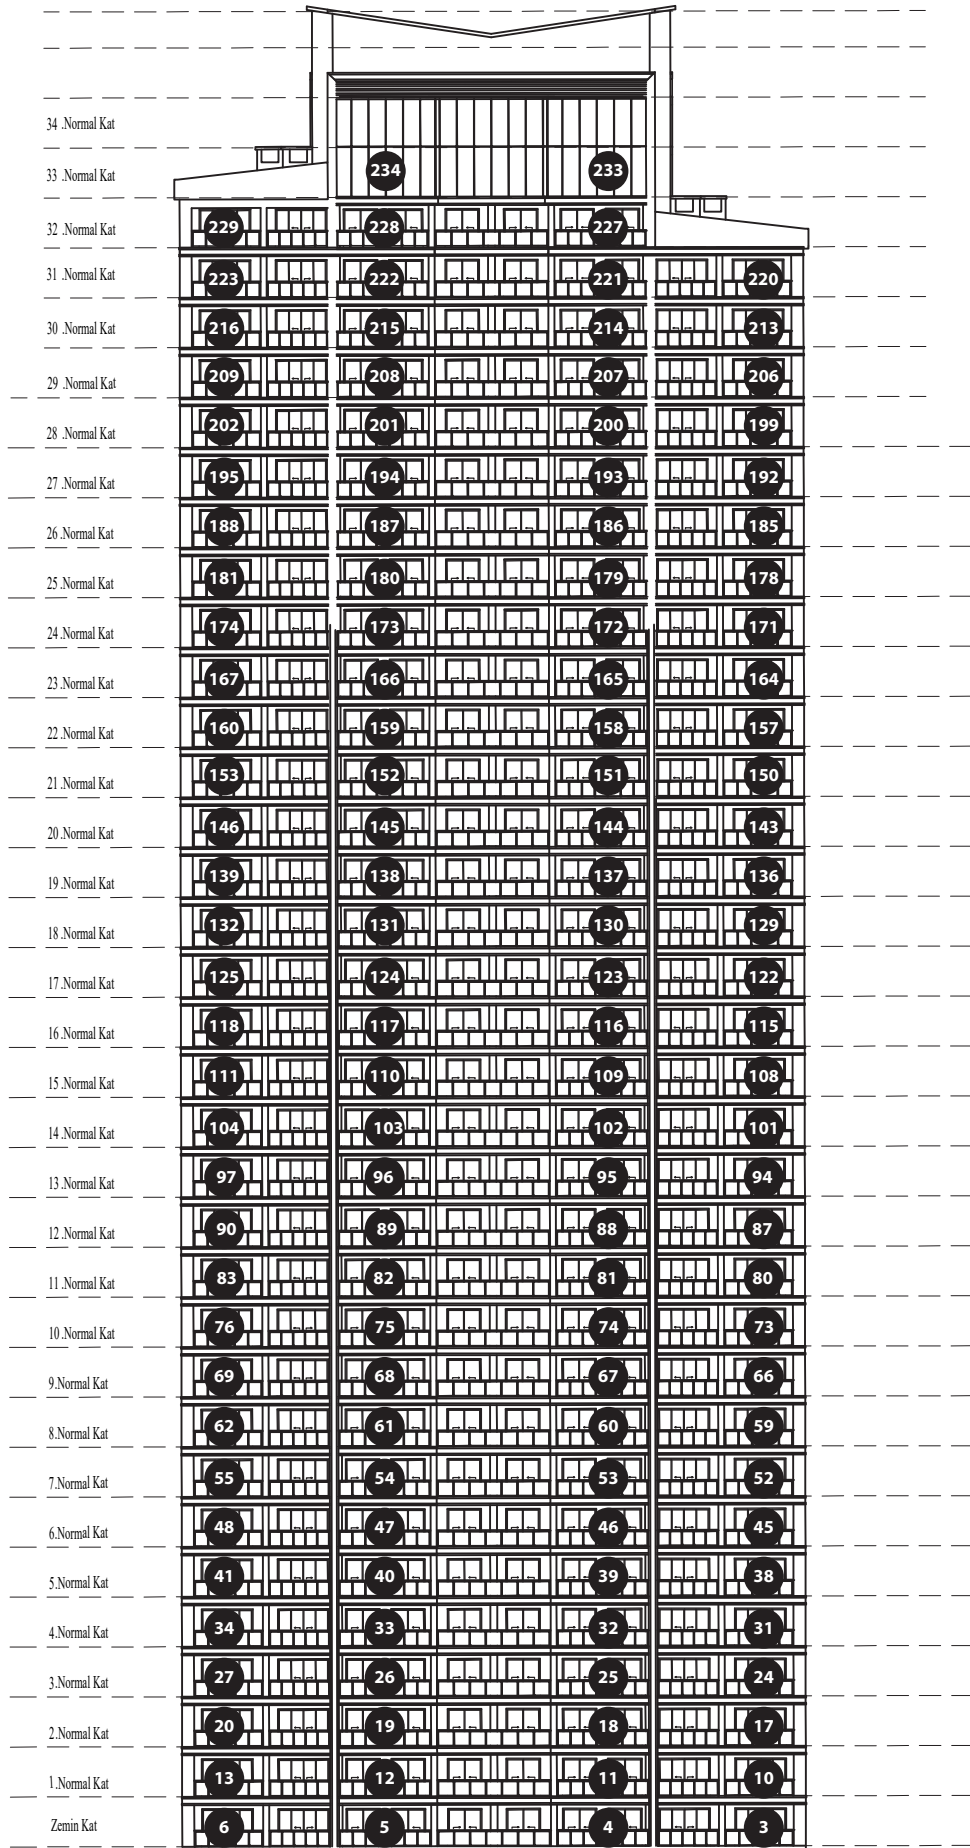 34 .Normal Kat
33 .Normal Kat 234 233
32 .Normal Kat 229 228 227
31 .Normal Kat 223 222 221 220
30 .Normal Kat 216 215 214 213
29 .Normal Kat 209 208 207 206
28 .Normal Kat 202 201 200 199
27 .Normal Kat 195 194 193 192
26 .Normal Kat 188 187 186 185
25 .Normal Kat 181 180 179 178
24 .Normal Kat 174 173 172 171
23 .Normal Kat 167 166 165 164
22 .Normal Kat 160 159 158 157
21 .Normal Kat 153 152 151 150
20 .Normal Kat 146 145 144 143
19 .Normal Kat 139 138 137 136
18 .Normal Kat 132 131 130 129
17 .Normal Kat 125 124 123 122
16 .Normal Kat 118 117 116 115
15 .Normal Kat 111 110 109 108
14 .Normal Kat 104 103 102 101
13 .Normal Kat 97 96 95 94
12 .Normal Kat 90 89 88 87
11 .Normal Kat 83 82 81 80
10 .Normal Kat 76 75 74 73
9.Normal Kat 69 68 67 66
8.Normal Kat 62 61 60 59
7.Normal Kat 55 54 53 52
6.Normal Kat 48 47 46 45
5.Normal Kat 41 40 39 38
4.Normal Kat 34 33 32 31
3.Normal Kat 27 26 25 24
2.Normal Kat 20 19 18 17
1.Normal Kat 13 12 11 10
Zemin Kat 6 5 4 3